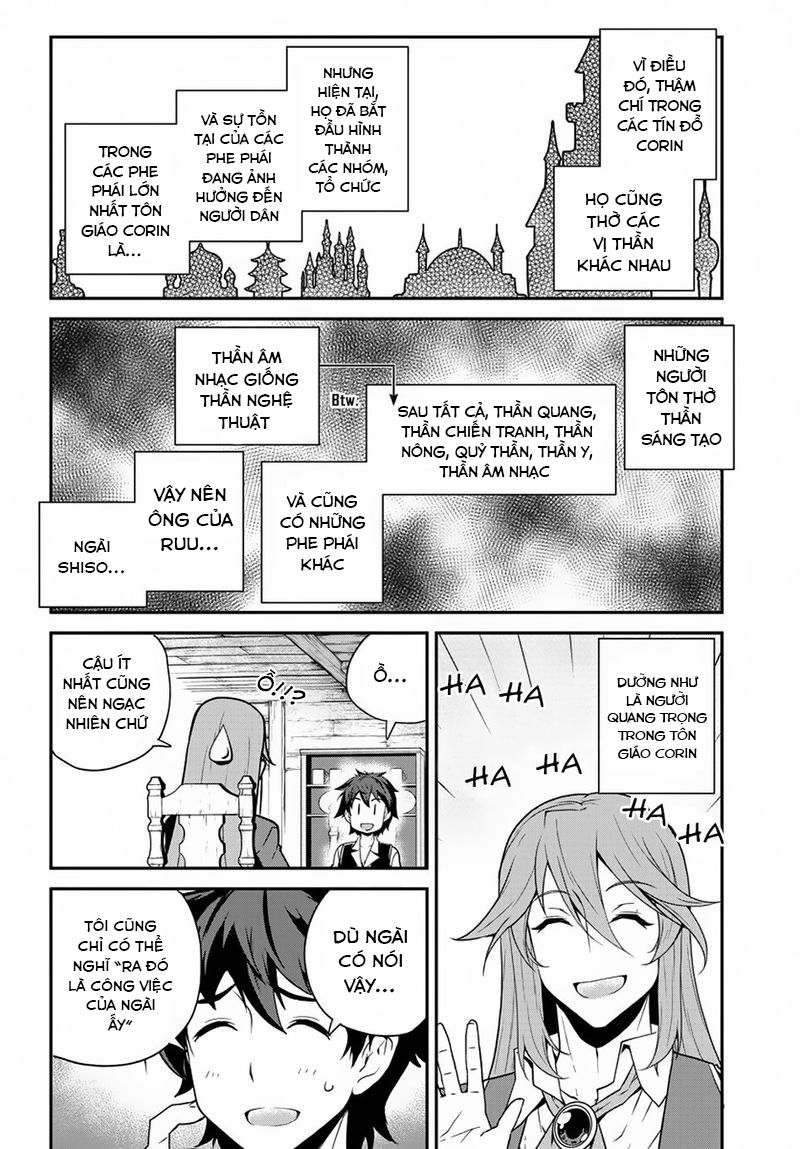 VÌ ĐIỀU
ĐÓ, THẬM
CHÍ TRONG
CÁC TÍN ĐỒ
CORIN
HỌ CŨNG
THỜ CÁC
VỊ THẦN
KHÁC NHAU
NHƯNG
HIỆN TẠI,
HỌ ĐÃ BẮT
ĐẦU HÌNH
THÀNH
CÁC NHÓM,
TỔ CHỨC
VÀ SỰ TỒN
TẠI CỦA CÁC
PHE PHÁI
ĐANG ẢNH
HƯỞNG ĐẾN
NGƯỜI DÂN
TRONG
CÁC PHE
PHÁI LỚN
NHẤT TÔN
GIÁO CORIN
LÀ...
NHỮNG
NGƯỜI
TÔN THỜ
THẦN
SÁNG TẠO
SAU TẤT CẢ, THẦN QUANG,
THẦN CHIẾN TRANH, THẦN
NÔNG, QUỶ THẦN, THẦN Y,
THẦN ÂM NHẠC
Btw.
THẦN ÂM
NHẠC GIỐNG
THẦN NGHỆ
THUẬT
VÀ CŨNG
CÓ NHỮNG
PHE PHÁI
KHÁC
VẬY NÊN
ÔNG CỦA
RUU...
NGÀI
SHISO...
DƯỜNG NHƯ
LÀ NGƯỜI
QUANG TRỌNG
TRONG TÔN
GIÁO CORIN
HA
HA
HA
HA
HA
HA
Ồ...
Ồ!!?
CẬU ÍT
NHẤT CŨNG
NÊN NGẠC
NHIÊN CHỨ
DÙ NGÀI
CÓ NÓI
VẬY...
TÔI CŨNG
CHỈ CÓ THỂ
NGHĨ "RA ĐÓ
LÀ CÔNG VIỆC
CỦA NGÀI
ẤY"